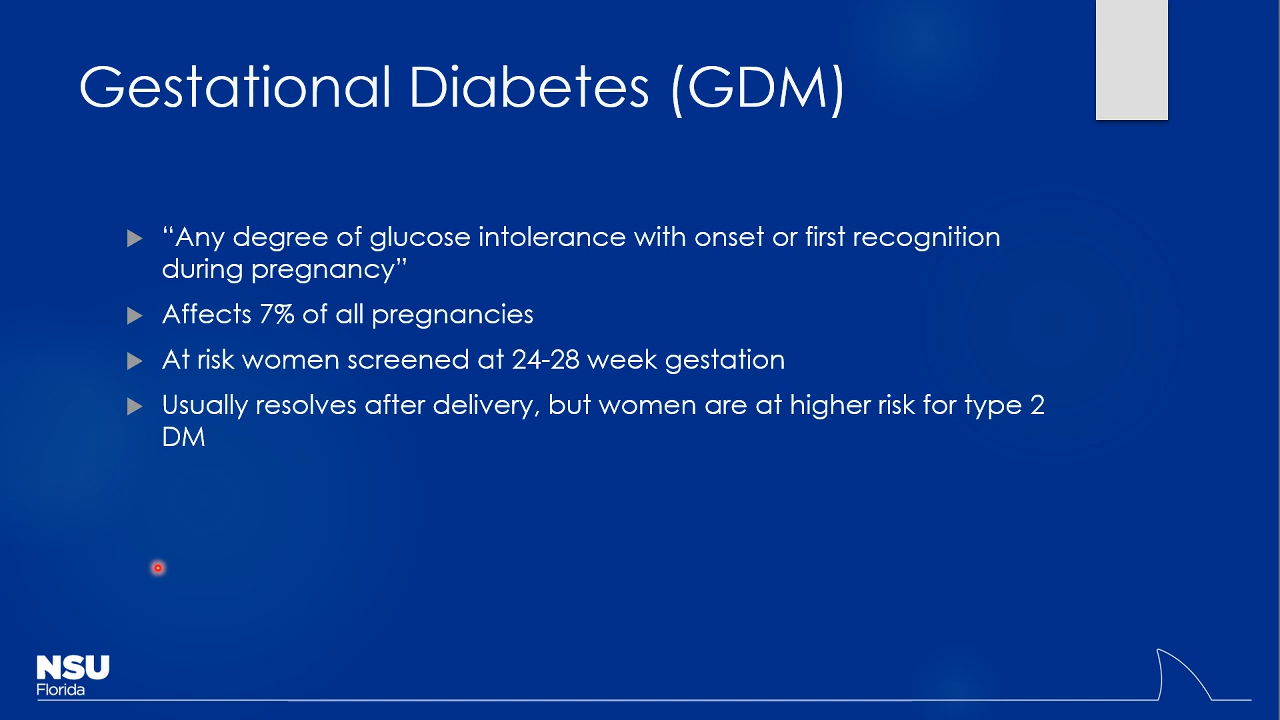 Gestational Diabetes (GDM)
“Any degree of glucose intolerance with onset or first recognition
during pregnancy”
Affects 7% of all pregnancies
At risk women screened at 24-28 week gestation
Usually resolves after delivery, but women are at higher risk for type 2
DM
NSU
Florida